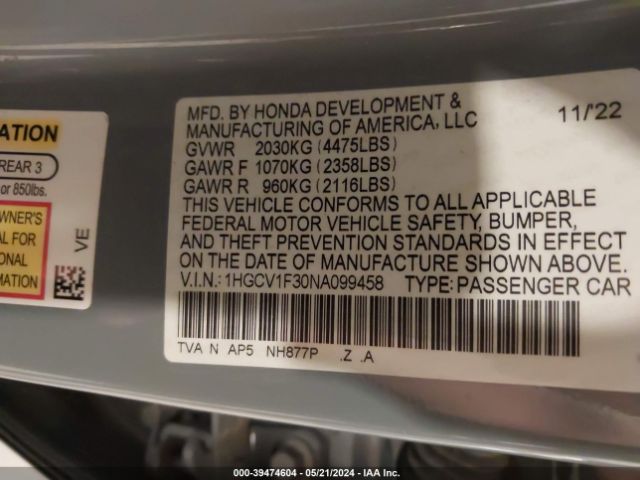 ATION
REAR 3
or 850lbs.
WNER'S
AL FOR
ONAL
MATION
VE
MFD. BY HONDA DEVELOPMENT &
MANUFACTURING OF AMERICA, LLC 11/'22
GVWR 2030KG (4475LBS)
GAWR F 1070KG (2358LBS)
GAWR R 960KG (2116LBS)
THIS VEHICLE CONFORMS TO ALL APPLICABLE
FEDERAL MOTOR VEHICLE SAFETY, BUMPER,
AND THEFT PREVENTION STANDARDS IN EFFECT
ON THE DATE OF MANUFACTURE SHOWN ABOVE.
V.I.N.: 1HGCV1F30NA099458 TYPE: PASSENGER CAR
TVA N AP5 NH877P .Z .A
000-39474604 — 05/21/2024 — IAA Inc.